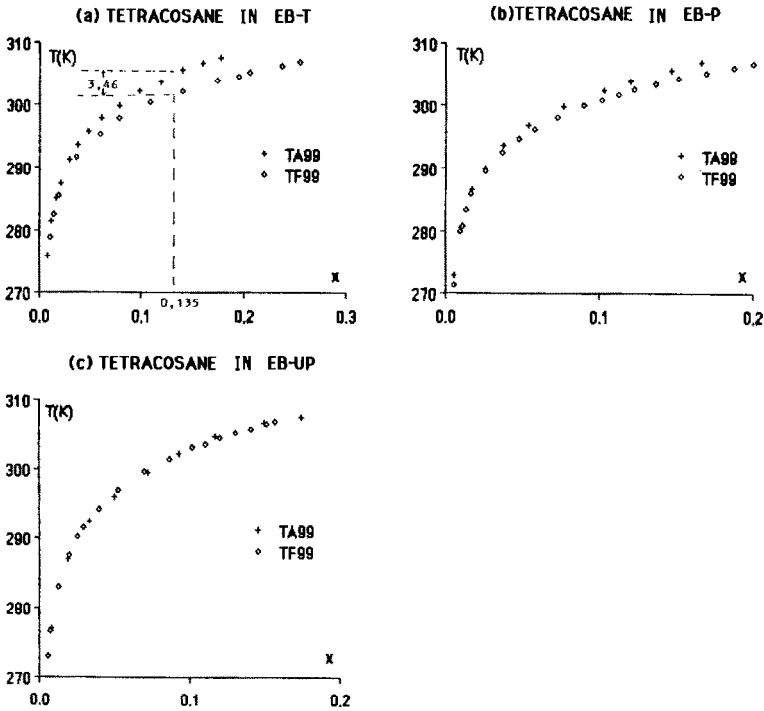 (a) TETRACOSANE IN EB-T
310
T(K)
3,46
300
290
280
270
+ TA99
◇ TF99
X
0,135
0.0
0.1
0.2
0.3
(b)TETRACOSANE IN EB-P
310
T(K)
300
290
280
270
+ TA99
◇ TF99
X
0.0
0.1
0.2
(c) TETRACOSANE IN EB-UP
310
T(K)
300
290
280
270
+ TA99
◇ TF99
X
0.0
0.1
0.2